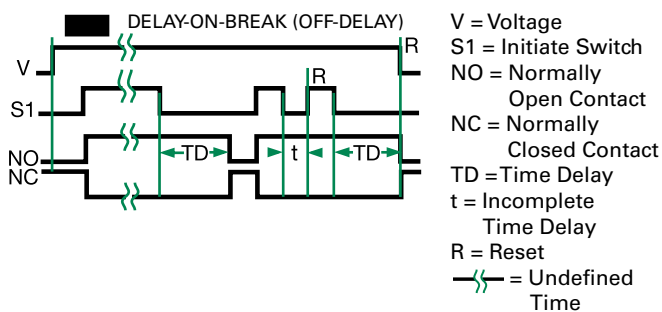 DELAY-ON-BREAK (OFF-DELAY)
R
V
R
S1
NO
NC
TD
t
TD
V = Voltage
S1 = Initiate Switch
NO = Normally
Open Contact
NC = Normally
Closed Contact
TD =Time Delay
t = Incomplete
Time Delay
R = Reset
= Undefined
Time